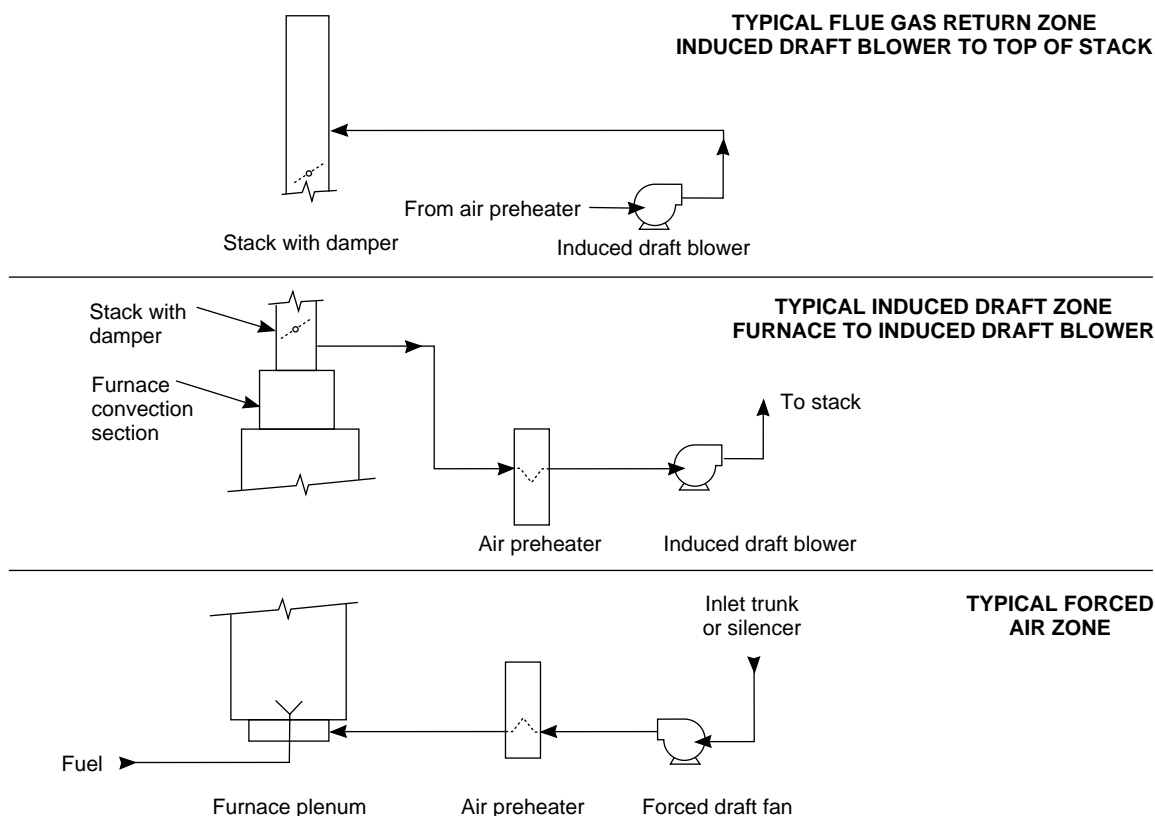 TYPICAL FLUE GAS RETURN ZONE
INDUCED DRAFT BLOWER TO TOP OF STACK
From air preheater
Stack with damper
Induced draft blower
TYPICAL INDUCED DRAFT ZONE
FURNACE TO INDUCED DRAFT BLOWER
Stack with
damper
Furnace
convection
section
To stack
Air preheater
Induced draft blower
TYPICAL FORCED
AIR ZONE
Inlet trunk
or silencer
Fuel
Furnace plenum
Air preheater
Forced draft fan